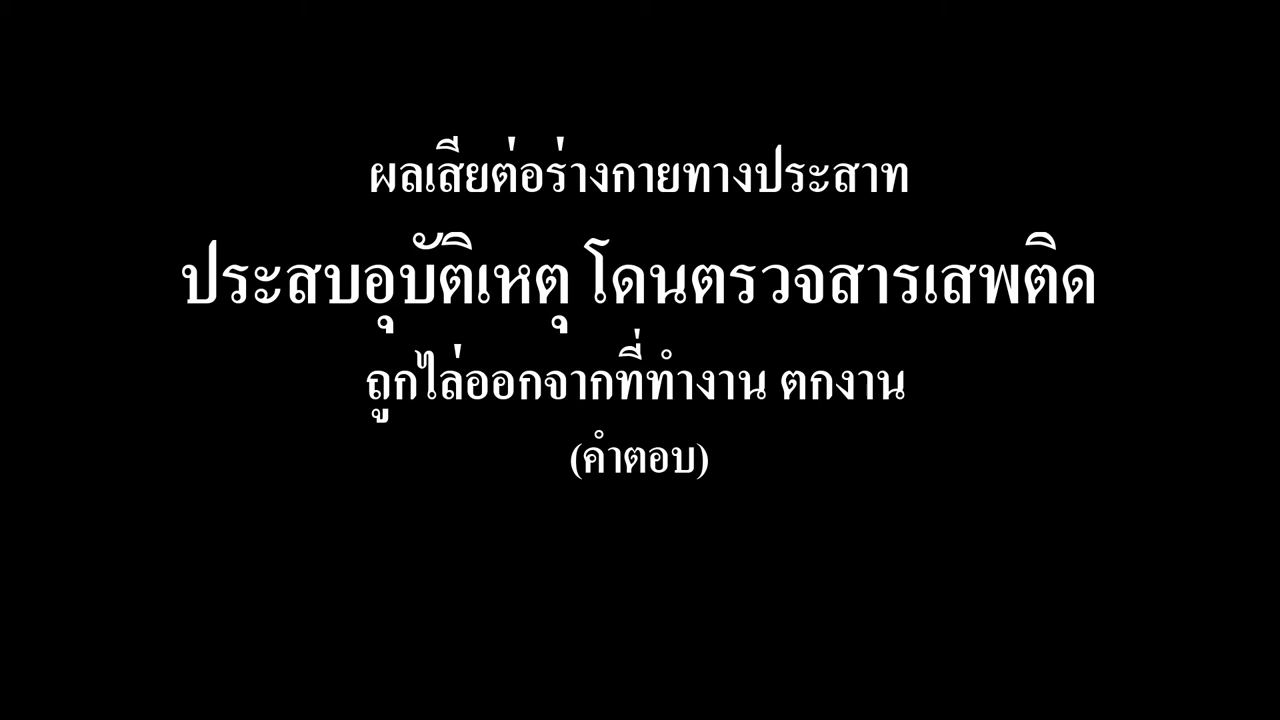 ผลเสียต่อร่างกายทางประสาท
ประสบอุบัติเหตุ โดนตรวจสารเสพติด
ถูกไล่ออกจากที่ทำงาน ตกงาน
(คำตอบ)